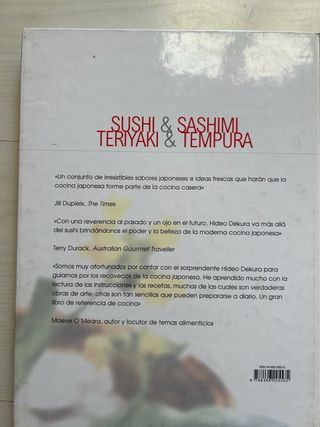 SUSHI & SASHIMI
TERIYAKI & TEMPURA
«Un conjunto de irresistibles sabores japoneses e ideas frescas que harán que la
cocina japonesa forme parte de la cocina casera»
Jill Dupleix, The Times
«Con una reverencia al pasado y un ojo en el futuro, Hideo Dekura va más allá
del sushi brindándonos el poder y la belleza de la moderna cocina japonesa»
Terry Durack, Australian Gourmet Traveller
«Somos muy afortunados por contar con el sorprendente Hideo Dekura para
guiarnos por los recovecos de la cocina japonesa. He aprendido mucho con la
lectura de las instrucciones y las recetas, muchas de las cuales son verdaderas
obras de arte; otras son tan sencillas que pueden prepararse a diario. Un gran
libro de referencia de cocina»
Maeve O'Meara, autor y locutor de temas alimenticios